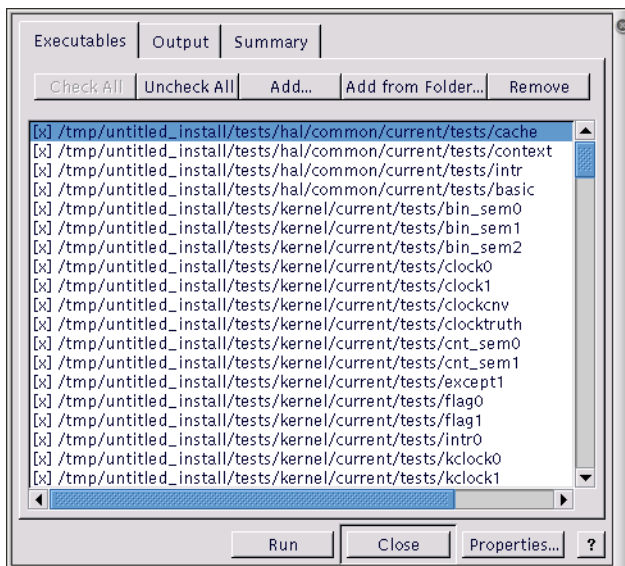 Executables Output Summary
Check All Uncheck All Add... Add from Folder... Remove
[x] /tmp/untitled_install/tests/hal/common/current/tests/cache
[x] /tmp/untitled_install/tests/hal/common/current/tests/context
[x] /tmp/untitled_install/tests/hal/common/current/tests/intr
[x] /tmp/untitled_install/tests/hal/common/current/tests/basic
[x] /tmp/untitled_install/tests/kernel/current/tests/bin_sem0
[x] /tmp/untitled_install/tests/kernel/current/tests/bin_sem1
[x] /tmp/untitled_install/tests/kernel/current/tests/bin_sem2
[x] /tmp/untitled_install/tests/kernel/current/tests/clock0
[x] /tmp/untitled_install/tests/kernel/current/tests/clock1
[x] /tmp/untitled_install/tests/kernel/current/tests/clockcnv
[x] /tmp/untitled_install/tests/kernel/current/tests/clocktruth
[x] /tmp/untitled_install/tests/kernel/current/tests/cnt_sem0
[x] /tmp/untitled_install/tests/kernel/current/tests/cnt_sem1
[x] /tmp/untitled_install/tests/kernel/current/tests/except1
[x] /tmp/untitled_install/tests/kernel/current/tests/flag0
[x] /tmp/untitled_install/tests/kernel/current/tests/flag1
[x] /tmp/untitled_install/tests/kernel/current/tests/intr0
[x] /tmp/untitled_install/tests/kernel/current/tests/kclock0
[x] /tmp/untitled_install/tests/kernel/current/tests/kclock1
Run Close Properties... ?